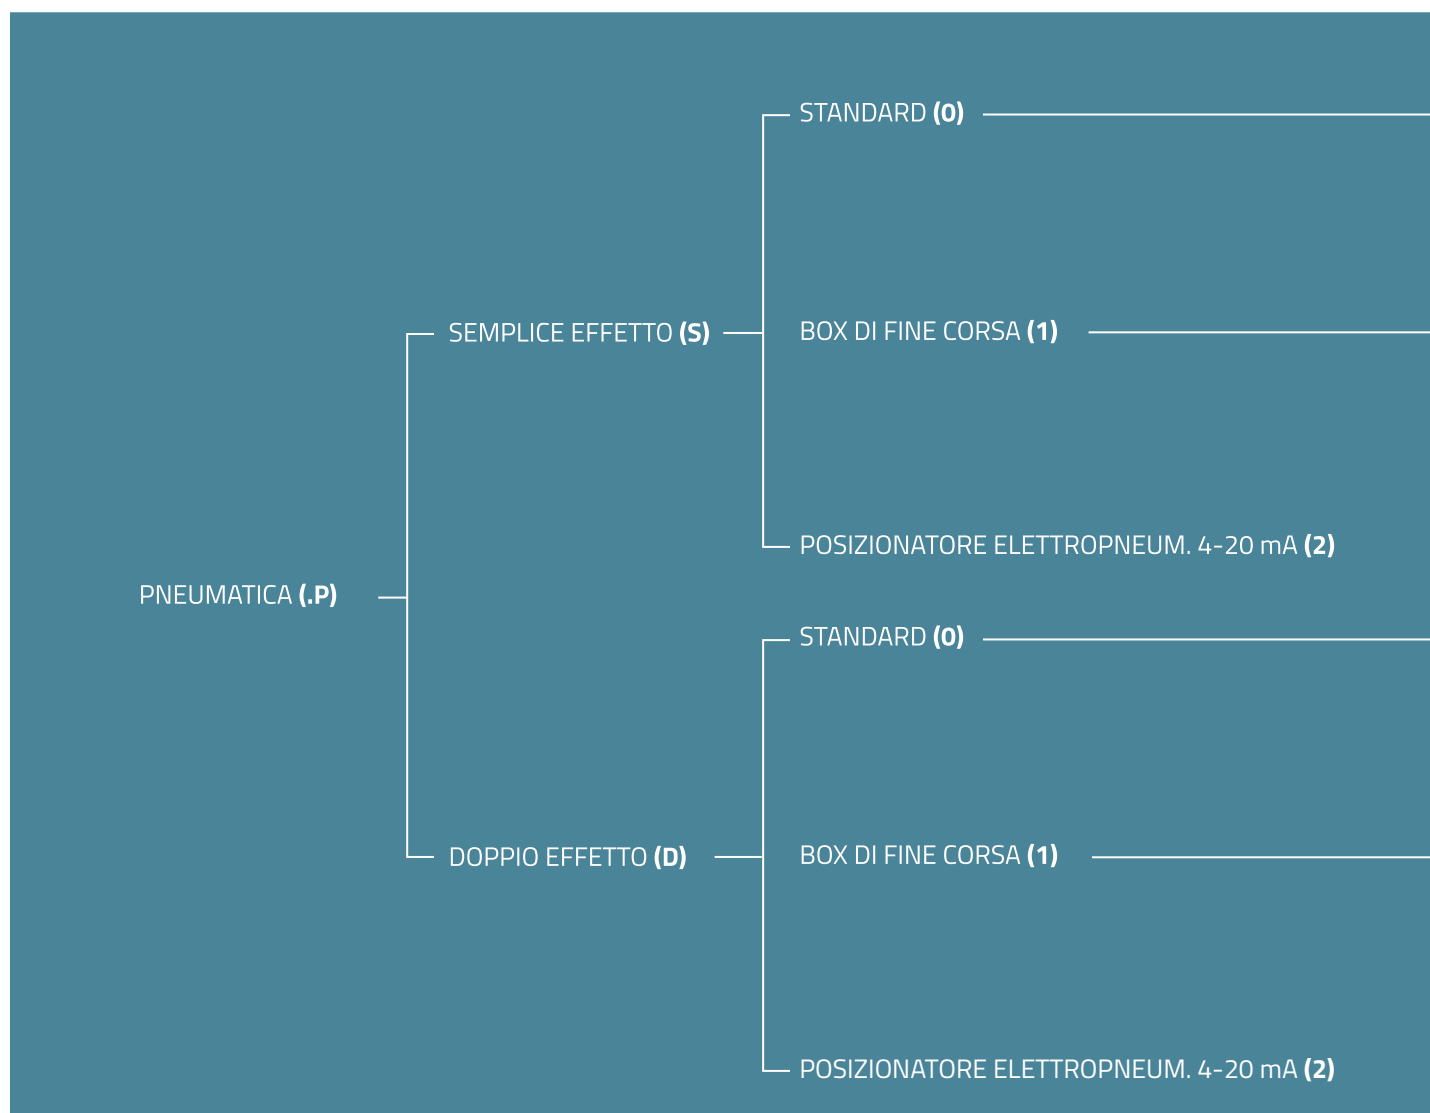 STANDARD (0)
SEMPLICE EFFETTO (S)
BOX DI FINE CORSA (1)
POSIZIONATORE ELETTROPNEUM. 4-20 mA (2)
PNEUMATICA (.P)
STANDARD (0)
DOPPIO EFFETTO (D)
BOX DI FINE CORSA (1)
POSIZIONATORE ELETTROPNEUM. 4-20 mA (2)